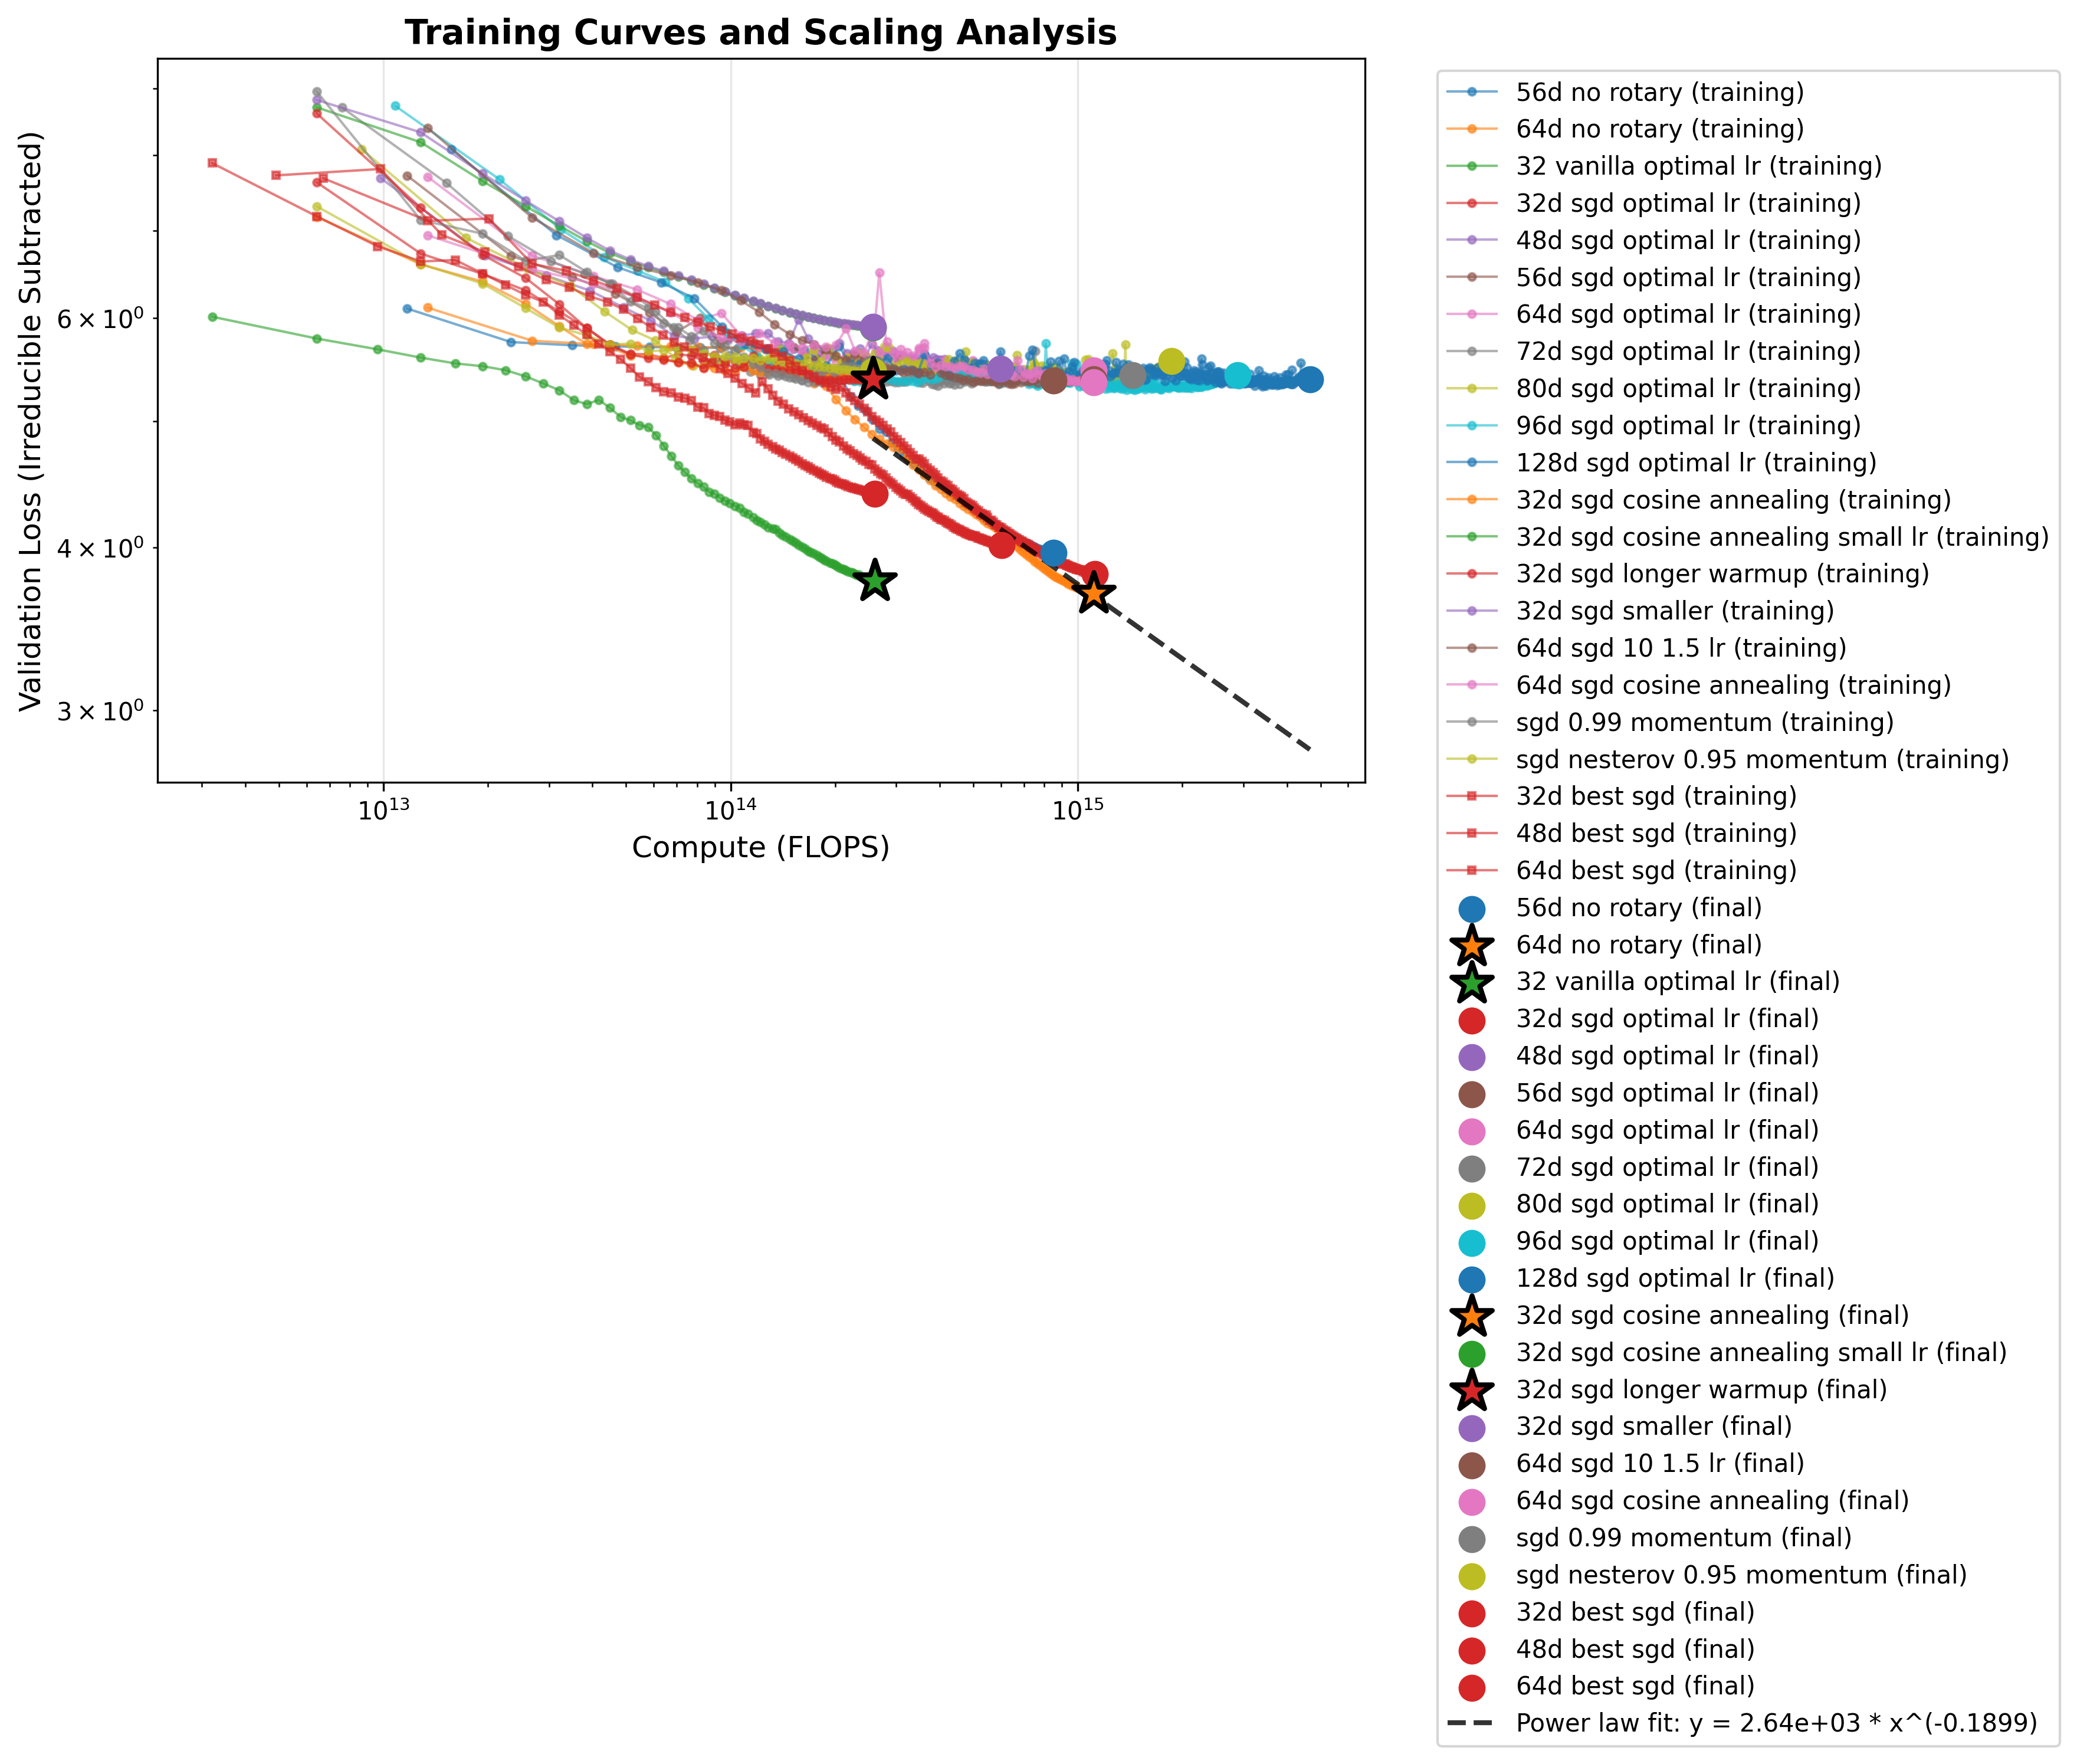 Training Curves and Scaling Analysis
Validation Loss (Irreducible Subtracted)
6 × 10⁰
4 × 10⁰
3 × 10⁰
10¹³
10¹⁴
10¹⁵
Compute (FLOPS)
56d no rotary (training)
64d no rotary (training)
32 vanilla optimal lr (training)
32d sgd optimal lr (training)
48d sgd optimal lr (training)
56d sgd optimal lr (training)
64d sgd optimal lr (training)
72d sgd optimal lr (training)
80d sgd optimal lr (training)
96d sgd optimal lr (training)
128d sgd optimal lr (training)
32d sgd cosine annealing (training)
32d sgd cosine annealing small lr (training)
32d sgd longer warmup (training)
32d sgd smaller (training)
64d sgd 10 1.5 lr (training)
64d sgd cosine annealing (training)
sgd 0.99 momentum (training)
sgd nesterov 0.95 momentum (training)
32d best sgd (training)
48d best sgd (training)
64d best sgd (training)
56d no rotary (final)
64d no rotary (final)
32 vanilla optimal lr (final)
32d sgd optimal lr (final)
48d sgd optimal lr (final)
56d sgd optimal lr (final)
64d sgd optimal lr (final)
72d sgd optimal lr (final)
80d sgd optimal lr (final)
96d sgd optimal lr (final)
128d sgd optimal lr (final)
32d sgd cosine annealing (final)
32d sgd cosine annealing small lr (final)
32d sgd longer warmup (final)
32d sgd smaller (final)
64d sgd 10 1.5 lr (final)
64d sgd cosine annealing (final)
sgd 0.99 momentum (final)
sgd nesterov 0.95 momentum (final)
32d best sgd (final)
48d best sgd (final)
64d best sgd (final)
Power law fit: y = 2.64e+03 * x^(-0.1899)